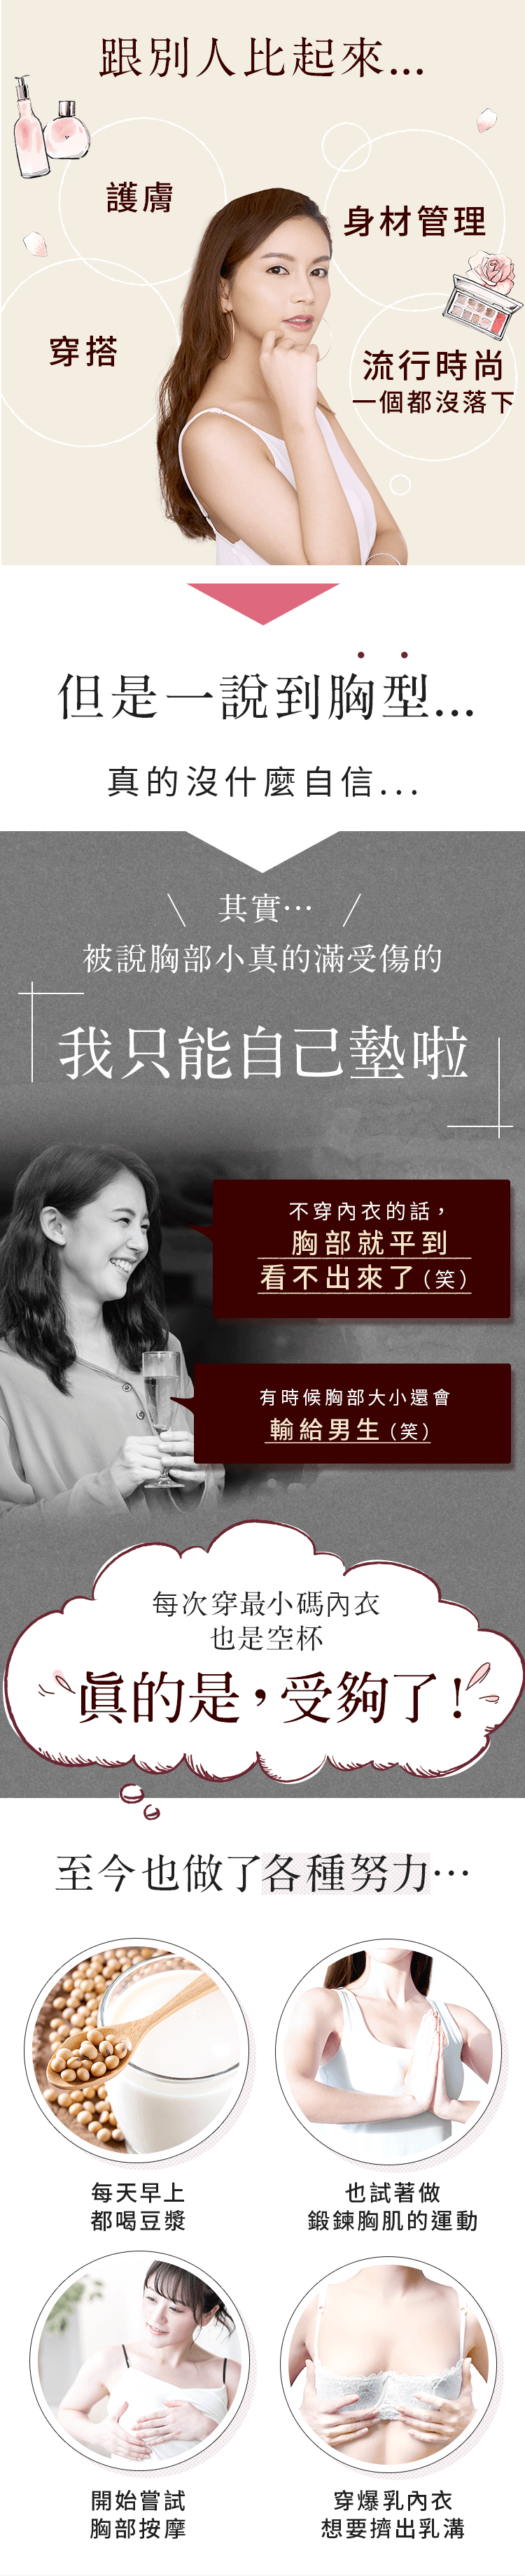 跟別人比起來...
護膚
身材管理
穿搭
流行時尚
一個都沒落下
但是一說到胸型...
真的沒什麼自信...
其實…
被說胸部小真的滿受傷的
我只能自己墊啦
不穿內衣的話，
胸部就平到
看不出來了（笑）
有時候胸部大小還會
輸給男生（笑）
每次穿最小碼內衣
也是空杯
真的是，受夠了！
至今也做了各種努力…
每天早上
都喝豆漿
也試著做
鍛鍊胸肌的運動
開始嘗試
胸部按摩
穿爆乳內衣
想要擠出乳溝